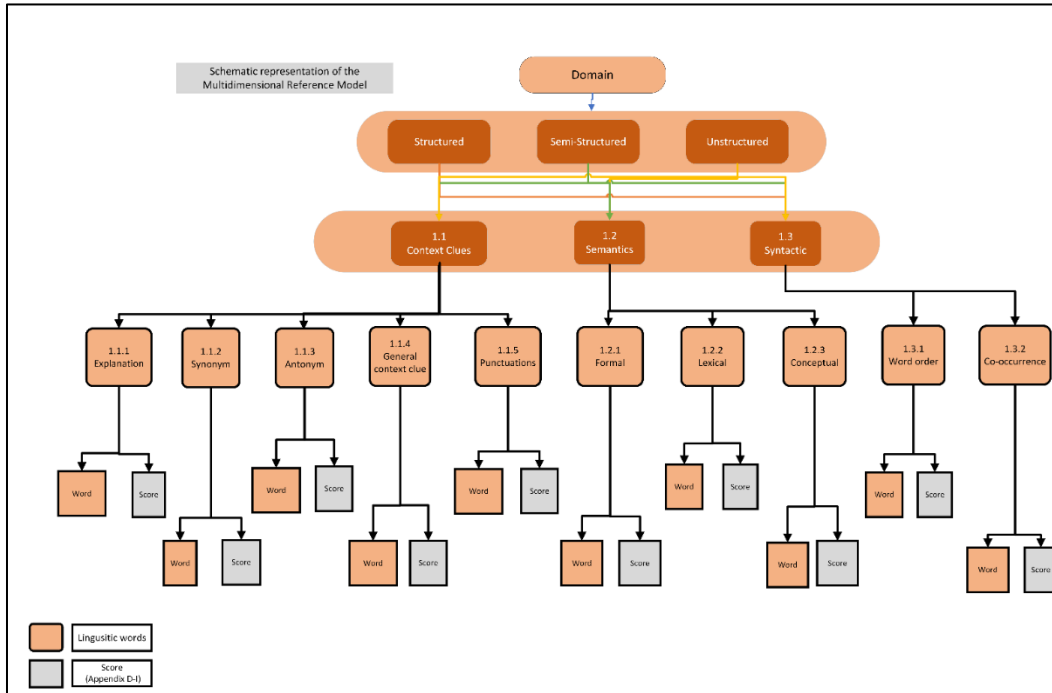 Schematic representation of the
Multidimensional Reference Model
Domain
Structured
Semi-Structured
Unstructured
1.1
Context Clues
1.2
Semantics
1.3
Syntactic
1.1.1
Explanation
1.1.2
Synonym
1.1.3
Antonym
1.1.4
General
context clue
1.1.5
Punctuations
1.2.1
Formal
1.2.2
Lexical
1.2.3
Conceptual
1.3.1
Word order
1.3.2
Co-occurrence
Word
Score
Word
Score
Word
Score
Word
Score
Word
Score
Word
Score
Word
Score
Word
Score
Word
Score
Word
Score
Lingusitic words
Score
(Appendix D-I)